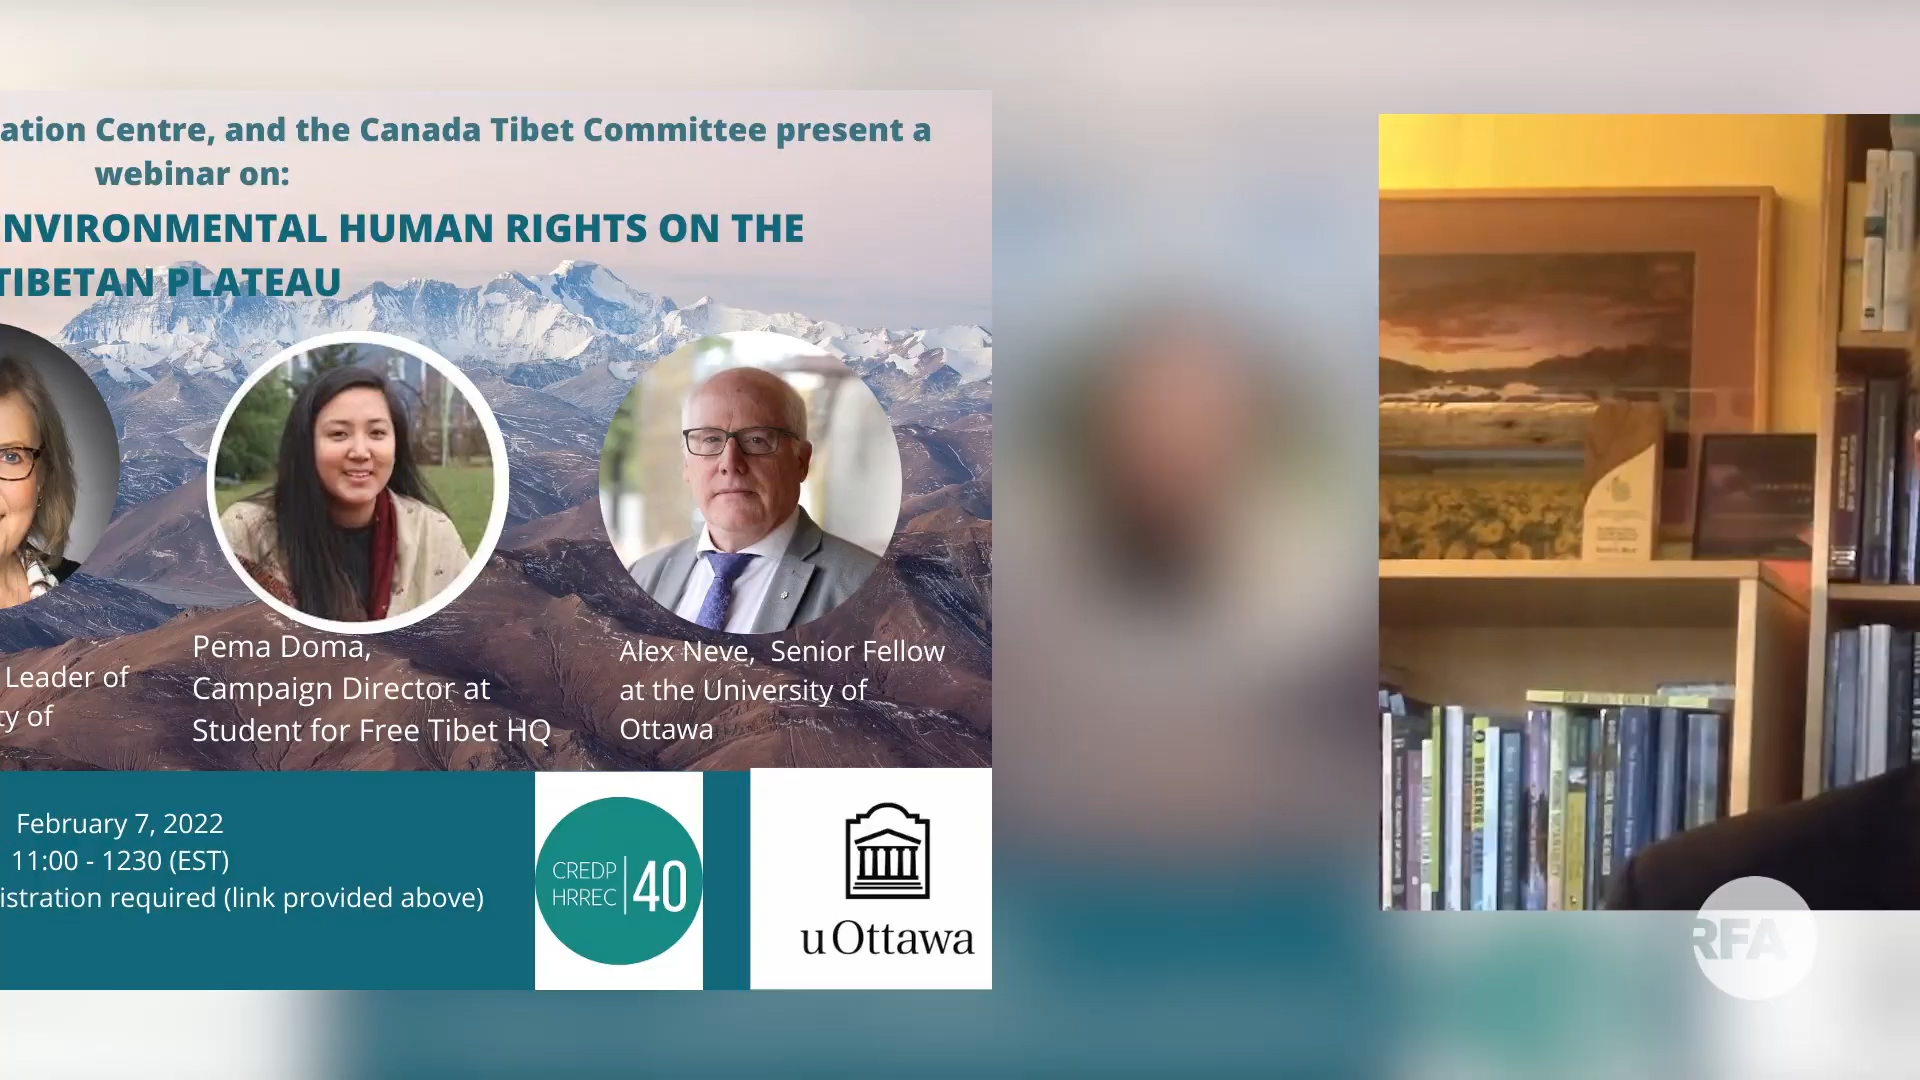 ation Centre, and the Canada Tibet Committee present a
webinar on:
NVIRONMENTAL HUMAN RIGHTS ON THE
TIBETAN PLATEAU
Leader of
ty of
Pema Doma,
Campaign Director at
Student for Free Tibet HQ
Alex Neve, Senior Fellow
at the University of
Ottawa
February 7, 2022
11:00 - 1230 (EST)
istration required (link provided above)
CREDP
HRREC
40
uOttawa
BREACHING
RFA